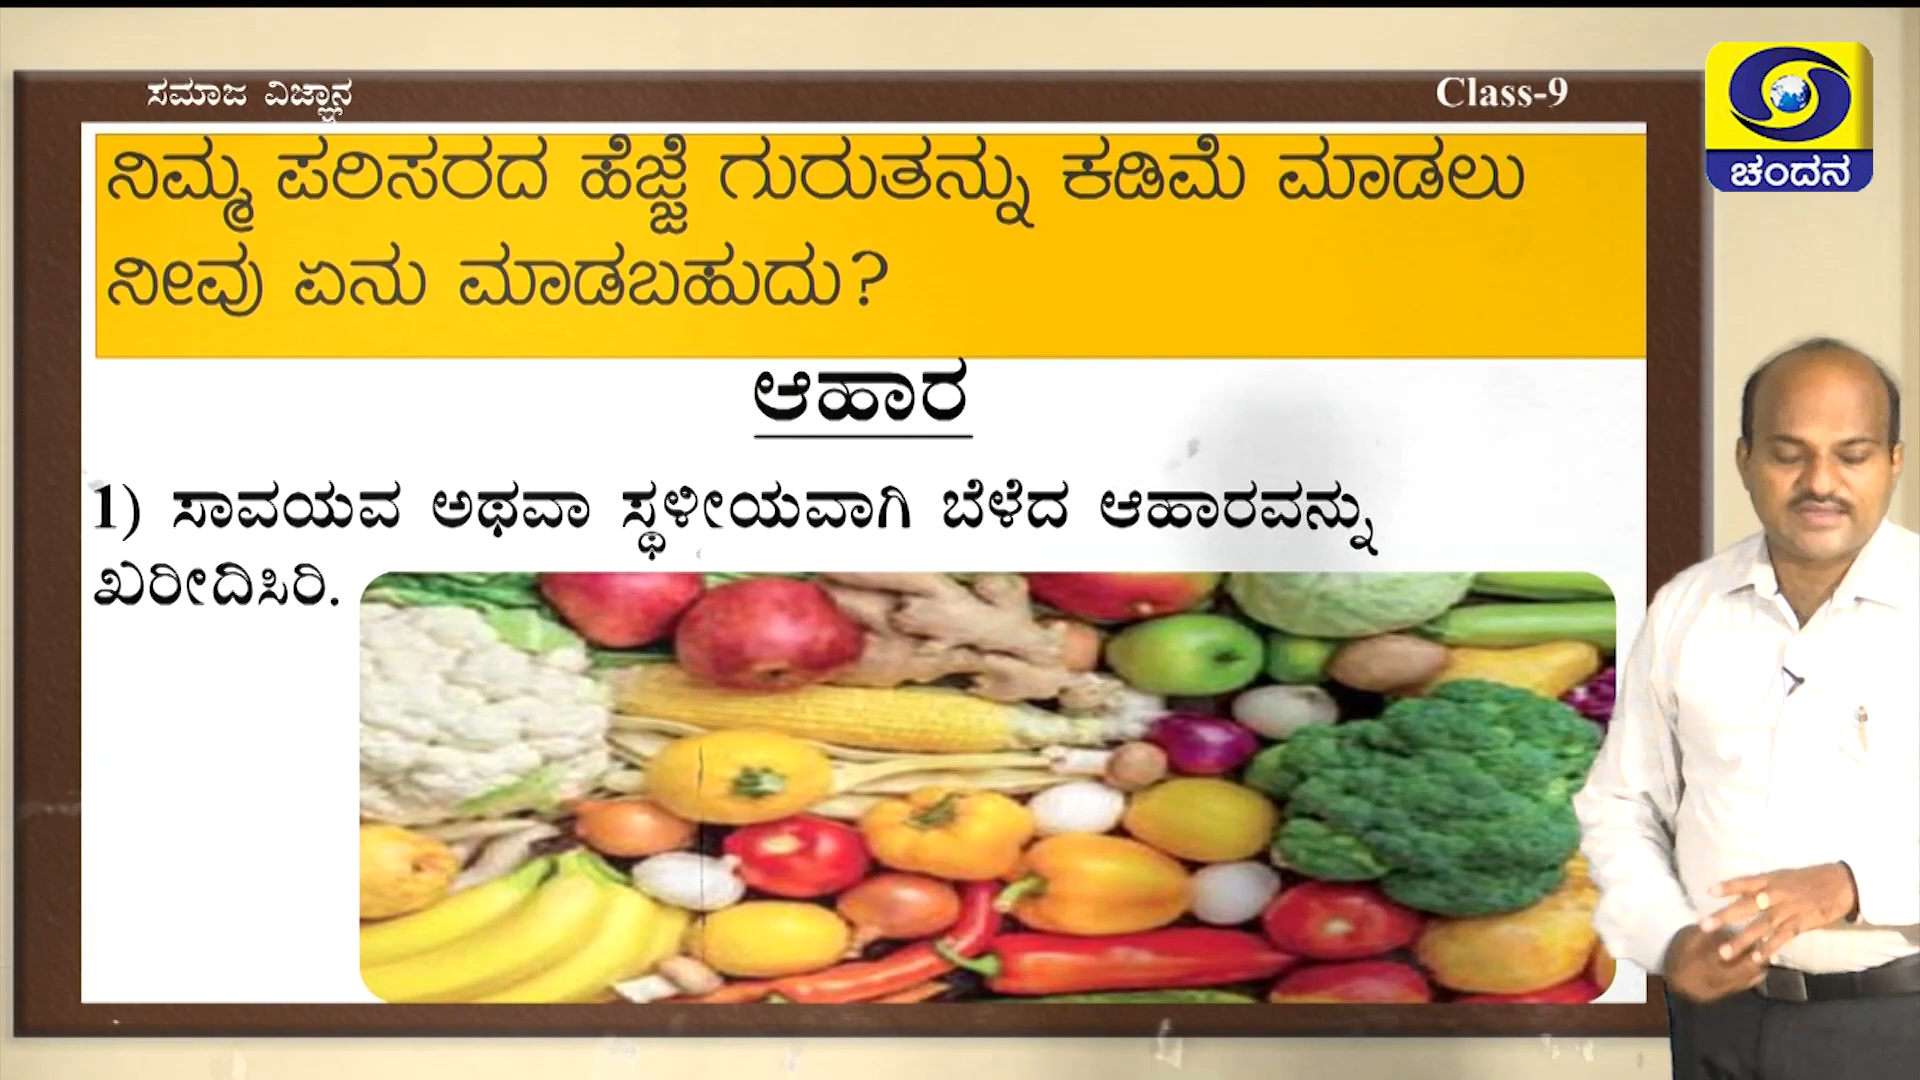 ಸಮಾಜ ವಿಜ್ಞಾನ
Class-9
ಚಂದನ
ನಿಮ್ಮ ಪರಿಸರದ ಹೆಜ್ಜೆ ಗುರುತನ್ನು ಕಡಿಮೆ ಮಾಡಲು
ನೀವು ಏನು ಮಾಡಬಹುದು?
ಆಹಾರ
1) ಸಾವಯವ ಅಥವಾ ಸ್ಥಳೀಯವಾಗಿ ಬೆಳೆದ ಆಹಾರವನ್ನು
ಖರೀದಿಸಿರಿ.